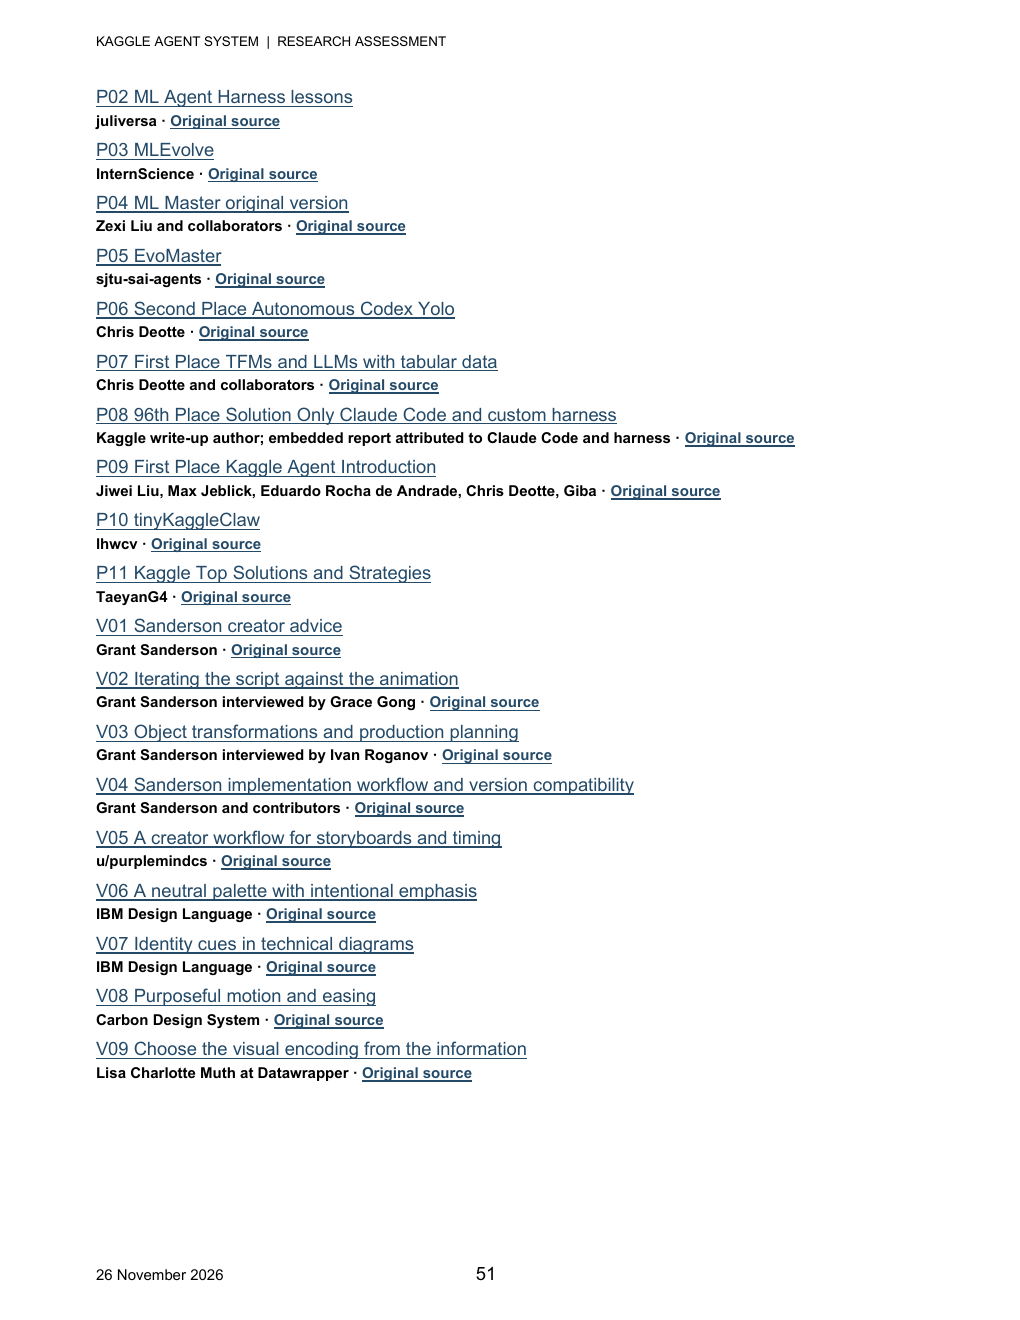 KAGGLE AGENT SYSTEM | RESEARCH ASSESSMENT
P02 ML Agent Harness lessons
juliversa · Original source
P03 MLEvolve
InternScience · Original source
P04 ML Master original version
Zexi Liu and collaborators · Original source
P05 EvoMaster
sjtu-sai-agents · Original source
P06 Second Place Autonomous Codex Yolo
Chris Deotte · Original source
P07 First Place TFMs and LLMs with tabular data
Chris Deotte and collaborators · Original source
P08 96th Place Solution Only Claude Code and custom harness
Kaggle write-up author; embedded report attributed to Claude Code and harness · Original source
P09 First Place Kaggle Agent Introduction
Jiwei Liu, Max Jeblick, Eduardo Rocha de Andrade, Chris Deotte, Giba · Original source
P10 tinyKaggleClaw
lhwcv · Original source
P11 Kaggle Top Solutions and Strategies
TaeyanG4 · Original source
V01 Sanderson creator advice
Grant Sanderson · Original source
V02 Iterating the script against the animation
Grant Sanderson interviewed by Grace Gong · Original source
V03 Object transformations and production planning
Grant Sanderson interviewed by Ivan Roganov · Original source
V04 Sanderson implementation workflow and version compatibility
Grant Sanderson and contributors · Original source
V05 A creator workflow for storyboards and timing
u/purplemindcs · Original source
V06 A neutral palette with intentional emphasis
IBM Design Language · Original source
V07 Identity cues in technical diagrams
IBM Design Language · Original source
V08 Purposeful motion and easing
Carbon Design System · Original source
V09 Choose the visual encoding from the information
Lisa Charlotte Muth at Datawrapper · Original source
26 November 2026 51